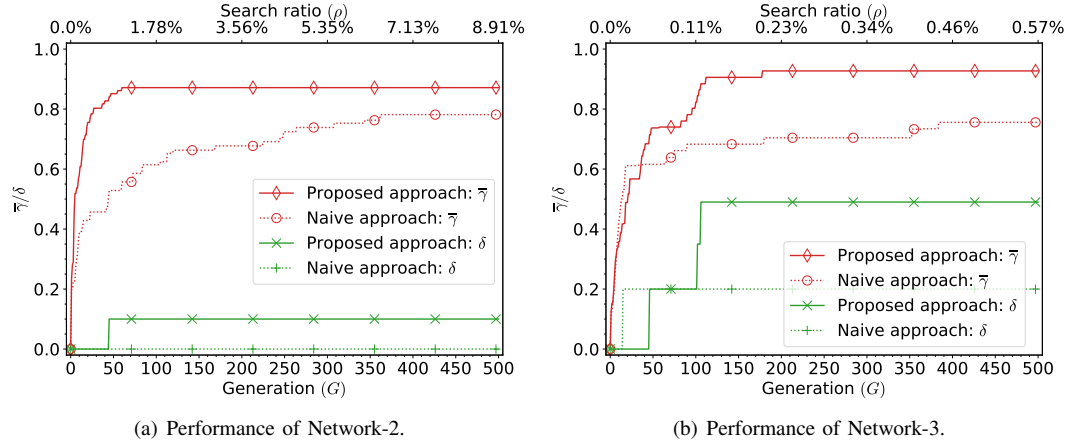 Search ratio (ρ)
0.0% 1.78% 3.56% 5.35% 7.13% 8.91%
1.0
0.8
0.6
0.4
0.2
0.0
γ̅/δ
Proposed approach: γ̅
Naive approach: γ̅
Proposed approach: δ
Naive approach: δ
0 50 100 150 200 250 300 350 400 450 500
Generation (G)
(a) Performance of Network-2.
Search ratio (ρ)
0.0% 0.11% 0.23% 0.34% 0.46% 0.57%
1.0
0.8
0.6
0.4
0.2
0.0
γ̅/δ
Proposed approach: γ̅
Naive approach: γ̅
Proposed approach: δ
Naive approach: δ
0 50 100 150 200 250 300 350 400 450 500
Generation (G)
(b) Performance of Network-3.